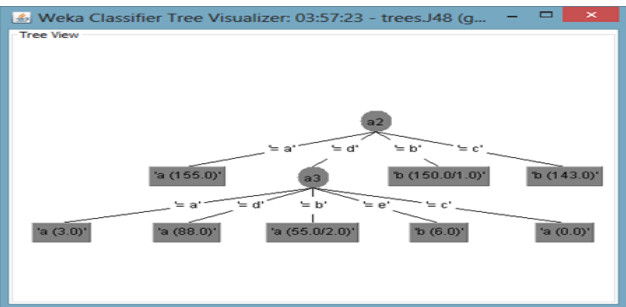 Weka Classifier Tree Visualizer: 03:57:23 - trees.J48 (g...
Tree View
a2
'= a' '= d' '= b' '= c'
'a (155.0)' a3 'b (150.0/1.0)' 'b (143.0)'
'= a' '= d' '= b' '= e' '= c'
'a (3.0)' 'a (88.0)' 'a (55.0/2.0)' 'b (6.0)' 'a (0.0)'